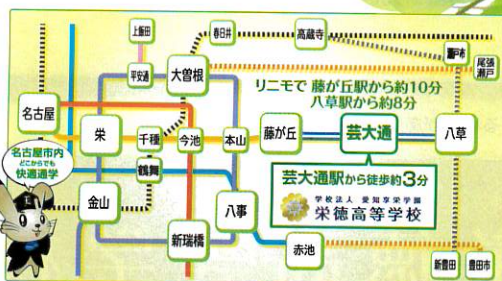 上飯田
春日井
高蔵寺
瀬戸市
尾張
瀬戸
平安通
大曽根
リニモで 藤が丘駅から約10分
八草駅から約8分
名古屋
栄
千種
今池
本山
藤が丘
芸大通
八草
名古屋市内
どこからでも
快適通学
鶴舞
芸大通駅から徒歩約3分
学校法人 愛知享栄学園
栄徳高等学校
金山
八事
新瑞橋
赤池
新豊田
豊田市